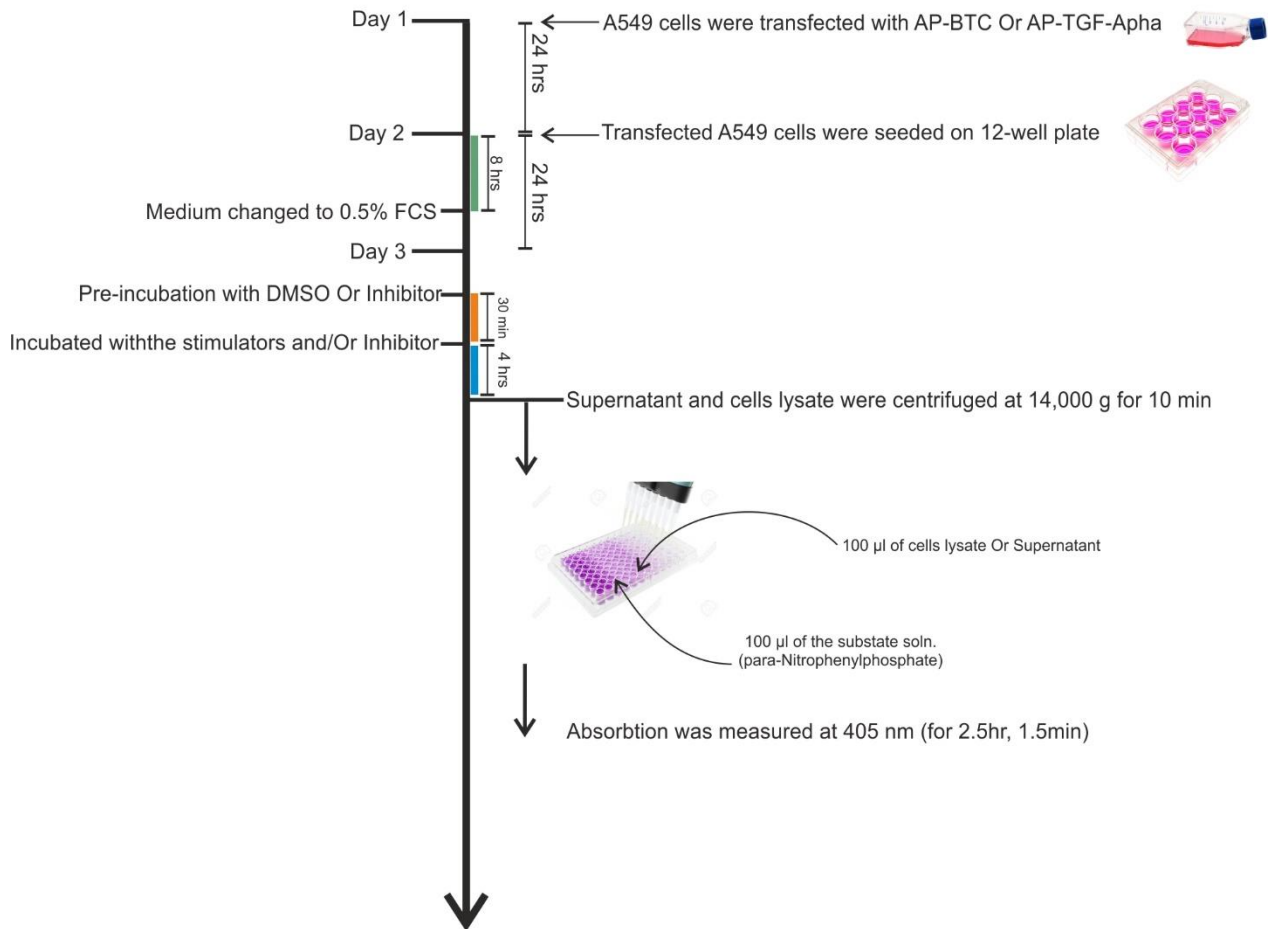 Day 1
A549 cells were transfected with AP-BTC Or AP-TGF-Apha
24 hrs
Day 2
Transfected A549 cells were seeded on 12-well plate
8 hrs
24 hrs
Medium changed to 0.5% FCS
Day 3
Pre-incubation with DMSO Or Inhibitor
30 min
Incubated withthe stimulators and/Or Inhibitor
4 hrs
Supernatant and cells lysate were centrifuged at 14,000 g for 10 min
100 µl of cells lysate Or Supernatant
100 µl of the substate soln.
(para-Nitrophenylphosphate)
Absorbtion was measured at 405 nm (for 2.5hr, 1.5min)